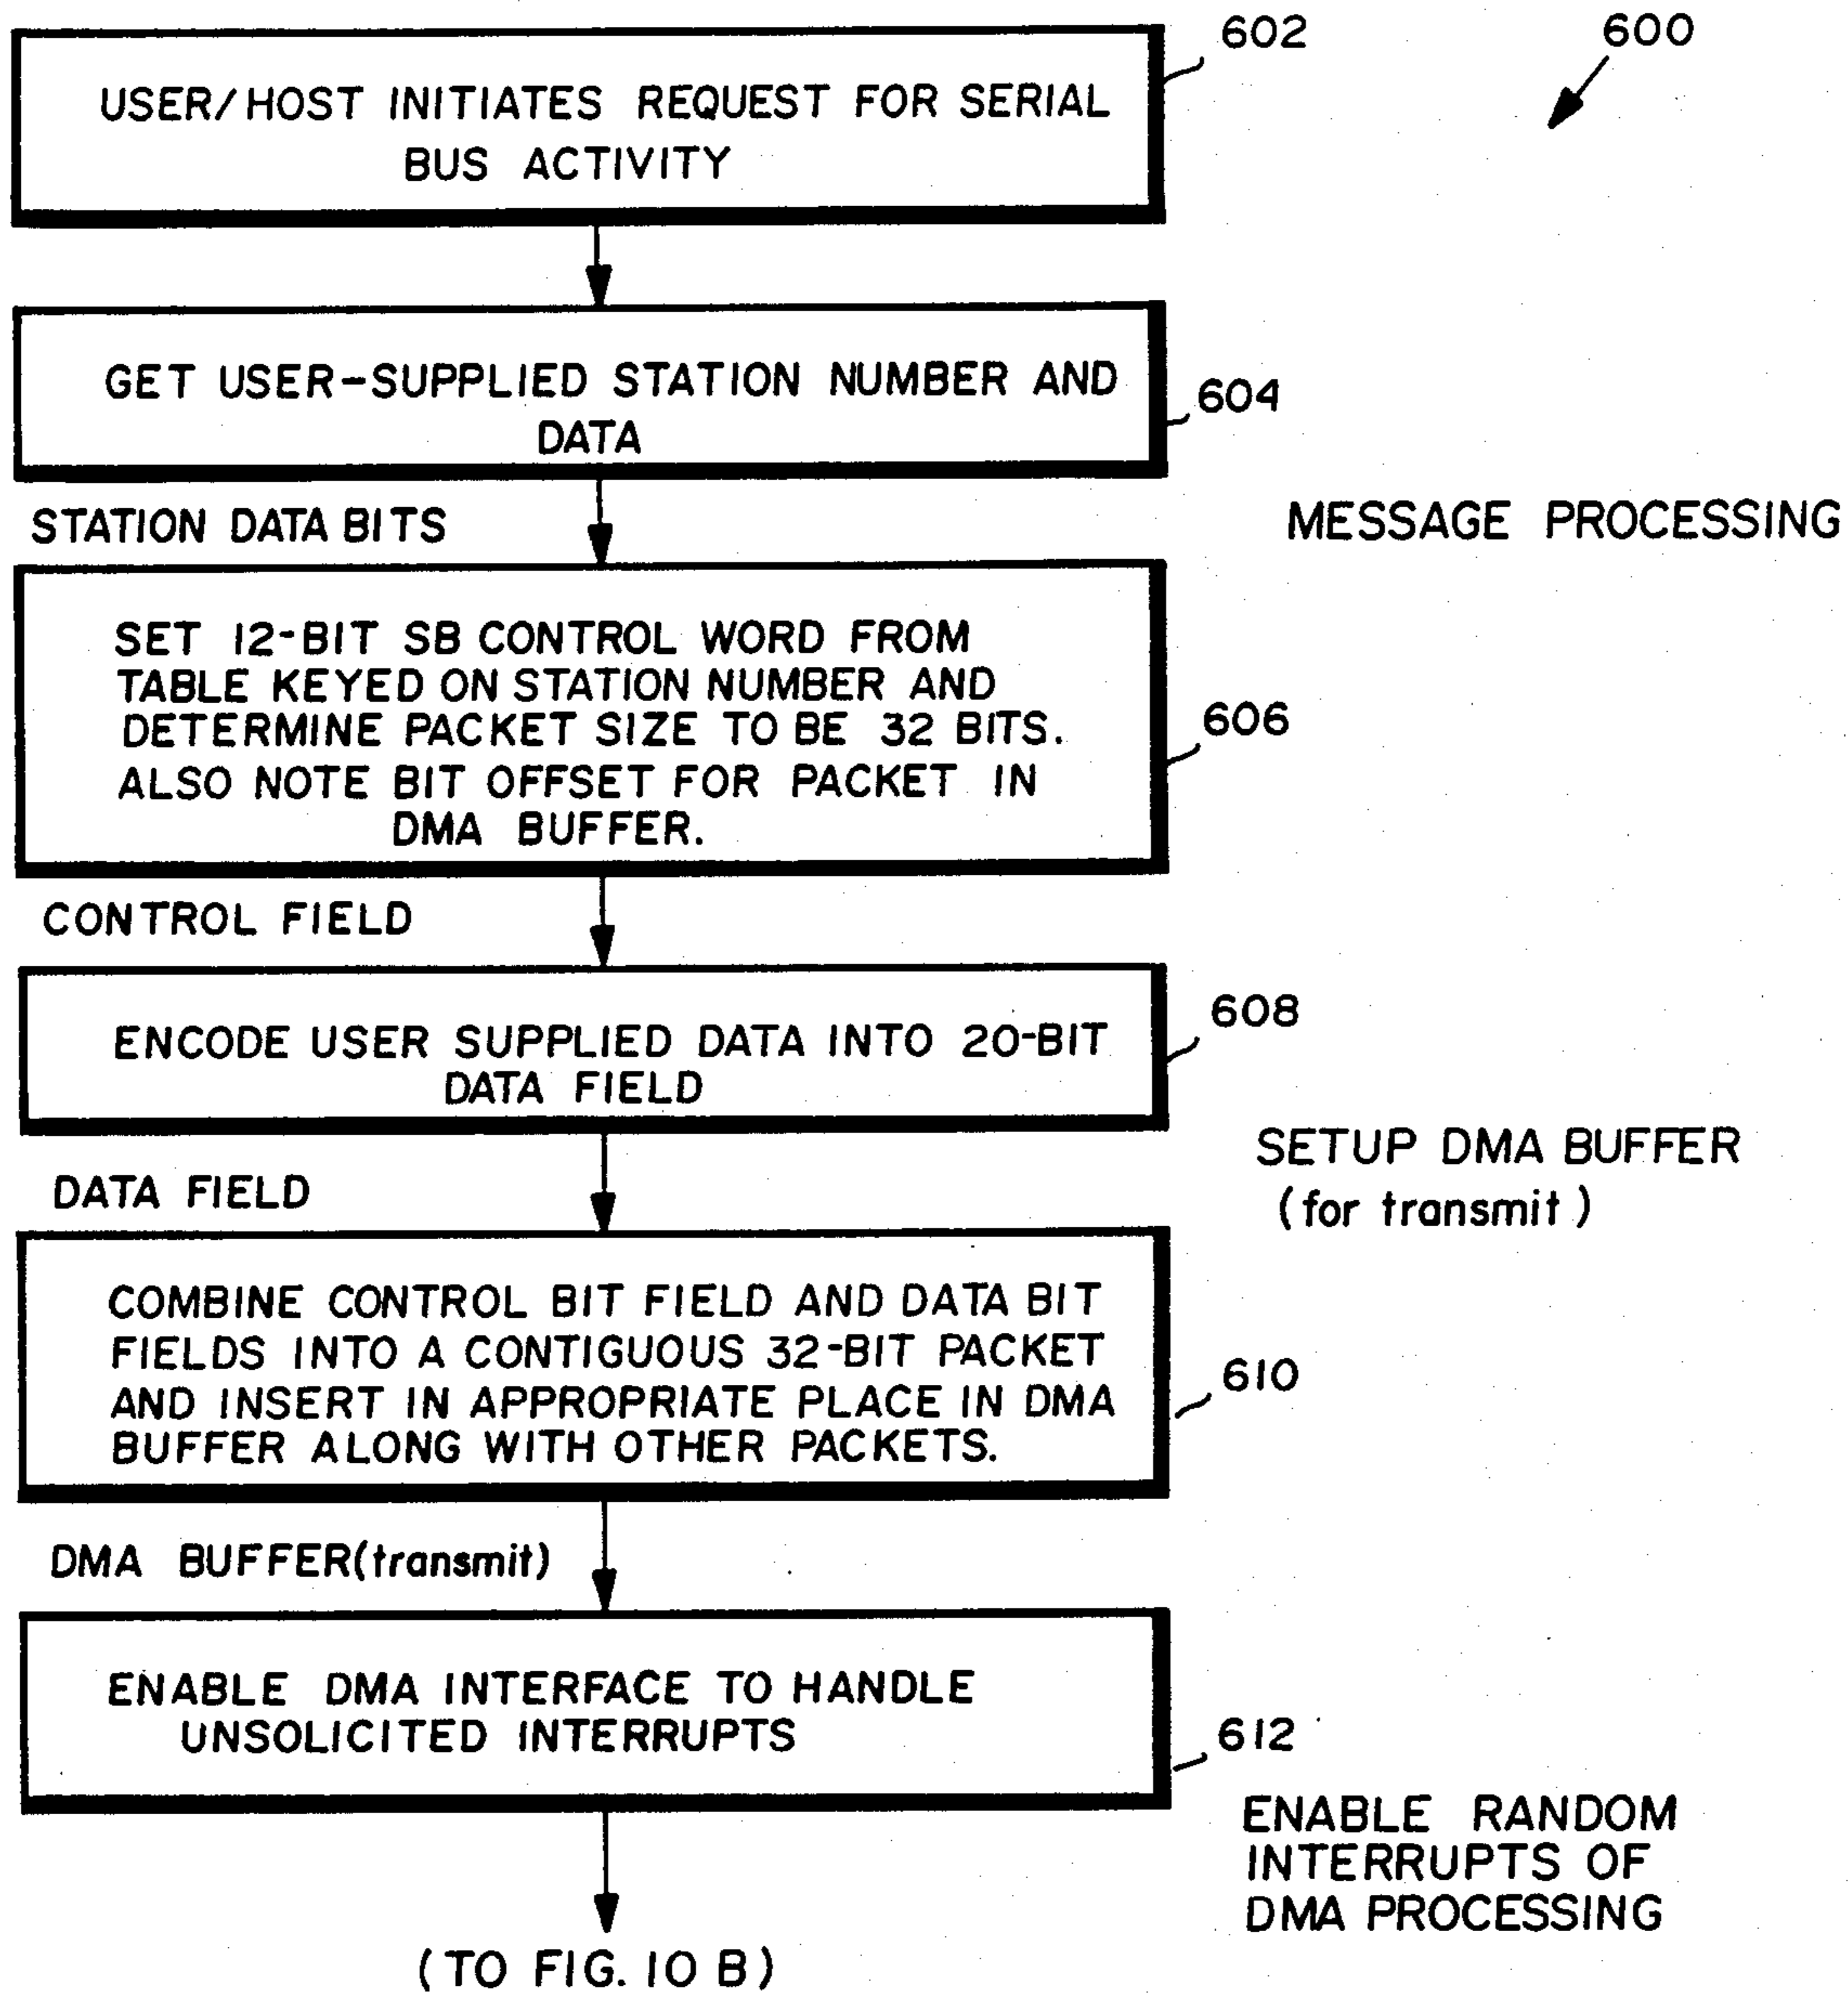 602
600
USER/HOST INITIATES REQUEST FOR SERIAL
BUS ACTIVITY
GET USER-SUPPLIED STATION NUMBER AND
DATA
604
STATION DATA BITS
MESSAGE PROCESSING
SET 12-BIT SB CONTROL WORD FROM
TABLE KEYED ON STATION NUMBER AND
DETERMINE PACKET SIZE TO BE 32 BITS.
ALSO NOTE BIT OFFSET FOR PACKET IN
DMA BUFFER.
606
CONTROL FIELD
ENCODE USER SUPPLIED DATA INTO 20-BIT
DATA FIELD
608
SETUP DMA BUFFER
(for transmit)
DATA FIELD
COMBINE CONTROL BIT FIELD AND DATA BIT
FIELDS INTO A CONTIGUOUS 32-BIT PACKET
AND INSERT IN APPROPRIATE PLACE IN DMA
BUFFER ALONG WITH OTHER PACKETS.
610
DMA BUFFER(transmit)
ENABLE DMA INTERFACE TO HANDLE
UNSOLICITED INTERRUPTS
612
ENABLE RANDOM
INTERRUPTS OF
DMA PROCESSING
(TO FIG. 10 B)